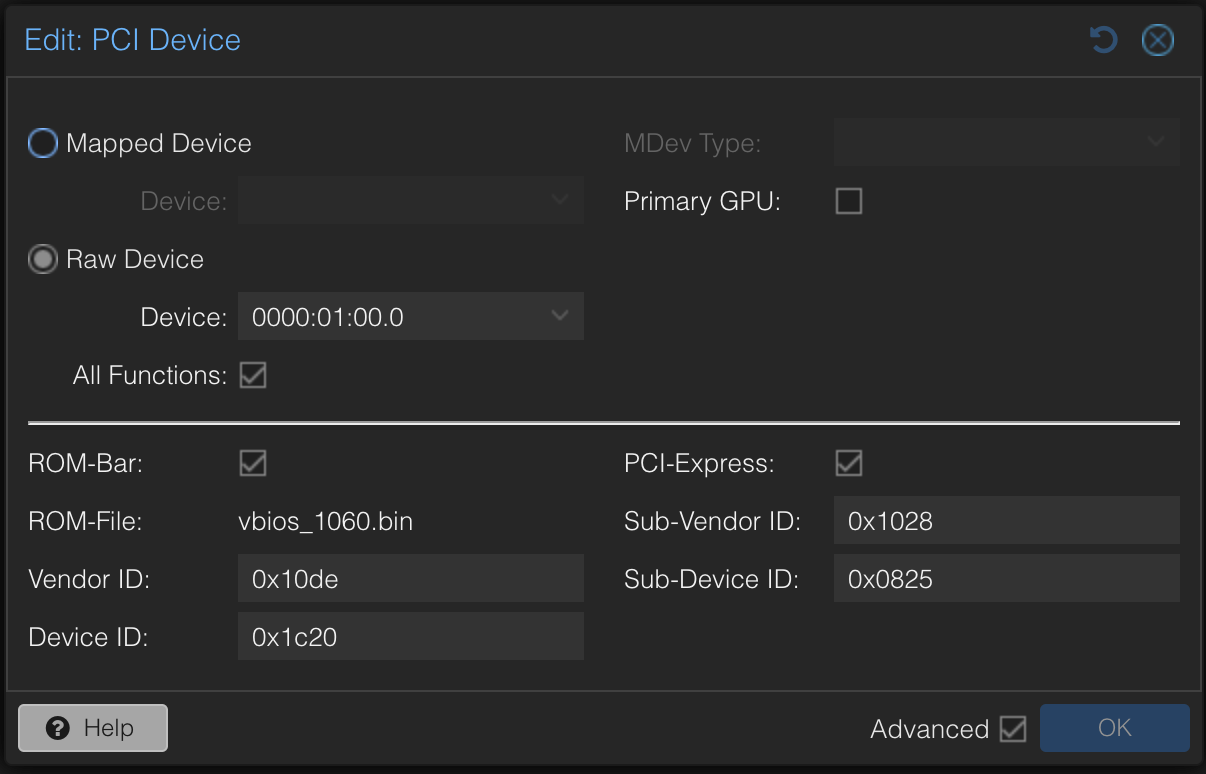 Edit: PCI Device
Mapped Device
MDev Type:
Device:
Primary GPU:
Raw Device
Device: 0000:01:00.0
All Functions:
ROM-Bar:
PCI-Express:
ROM-File: vbios_1060.bin
Sub-Vendor ID: 0x1028
Vendor ID: 0x10de
Sub-Device ID: 0x0825
Device ID: 0x1c20
Help
Advanced
OK